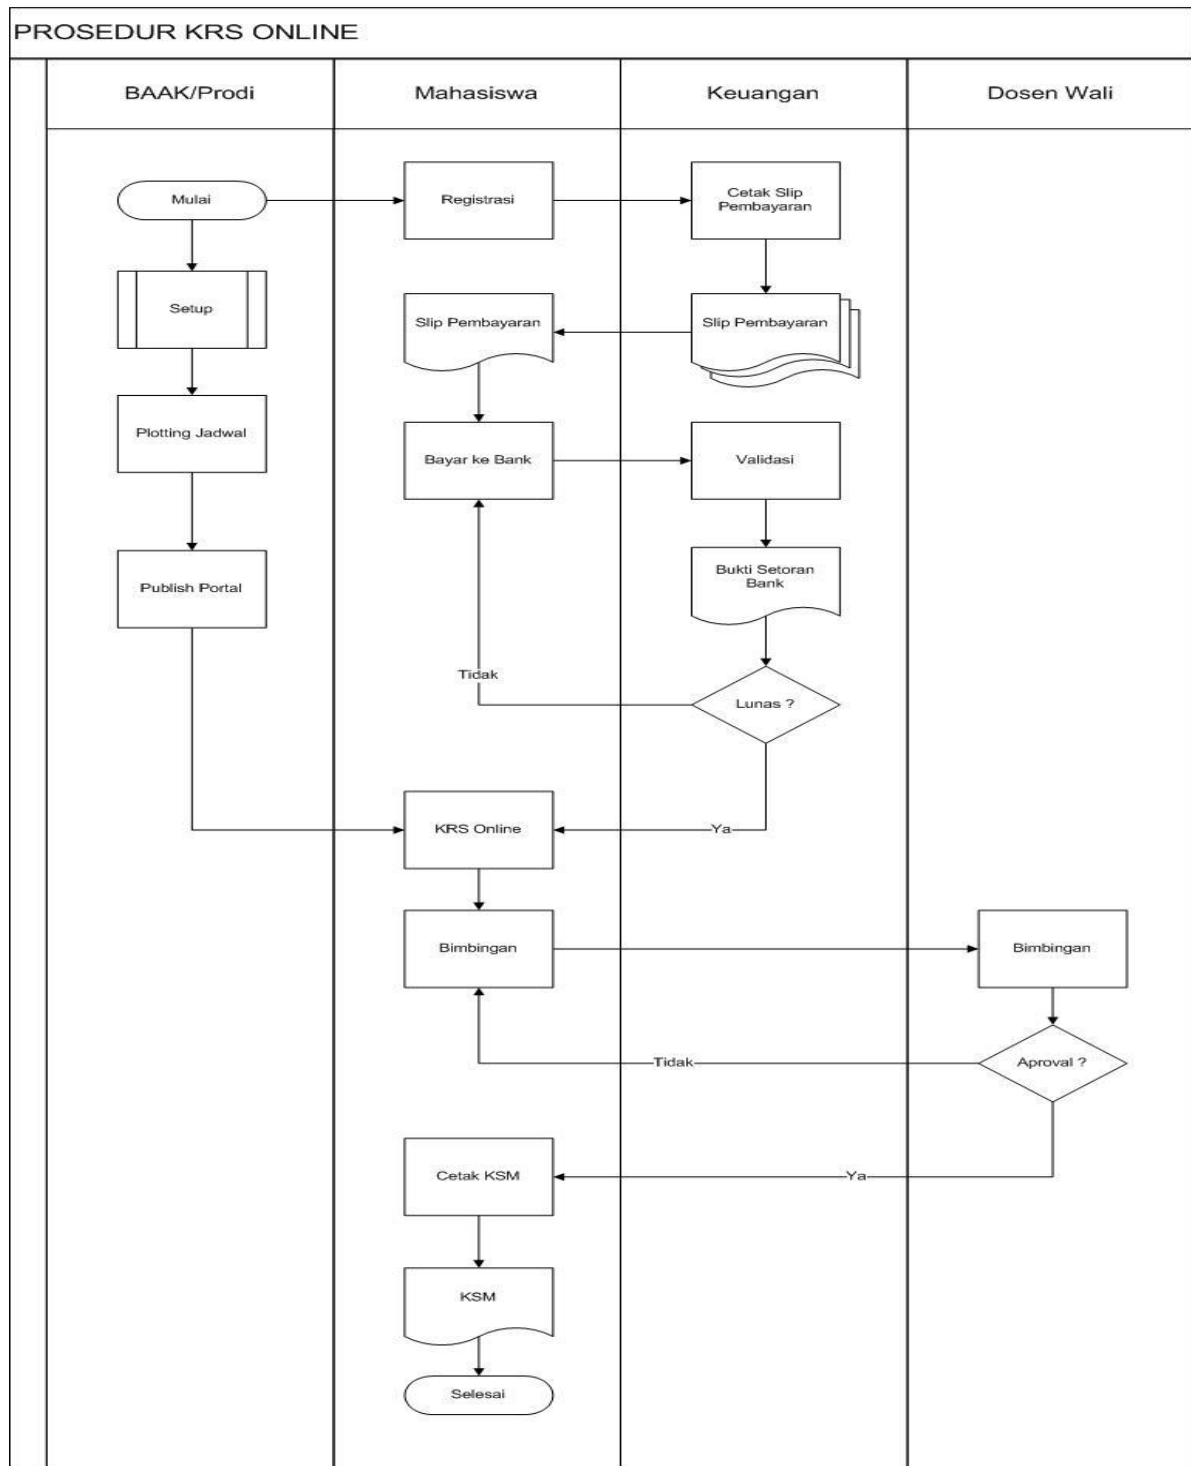 PROSEDUR KRS ONLINE
BAAK/Prodi
Mahasiswa
Keuangan
Dosen Wali
Mulai
Registrasi
Cetak Slip
Pembayaran
Setup
Slip Pembayaran
Slip Pembayaran
Plotting Jadwal
Bayar ke Bank
Validasi
Publish Portal
Bukti Setoran
Bank
Tidak
Lunas ?
KRS Online
Ya
Bimbingan
Bimbingan
Tidak
Aproval ?
Cetak KSM
Ya
KSM
Selesai